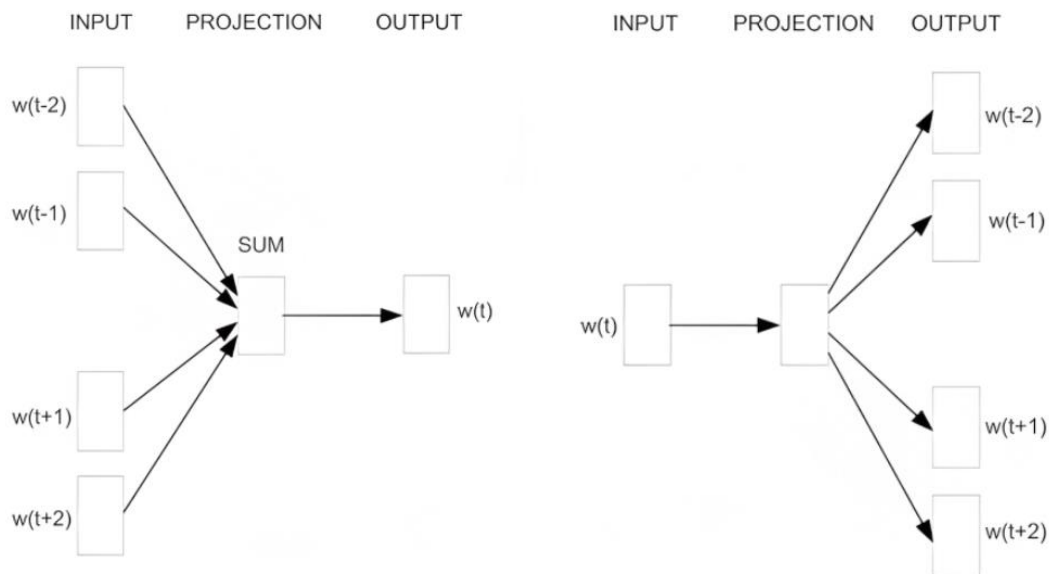 INPUT PROJECTION OUTPUT
w(t-2)
w(t-1)
SUM
w(t)
w(t+1)
w(t+2)
INPUT PROJECTION OUTPUT
w(t-2)
w(t-1)
w(t)
w(t+1)
w(t+2)